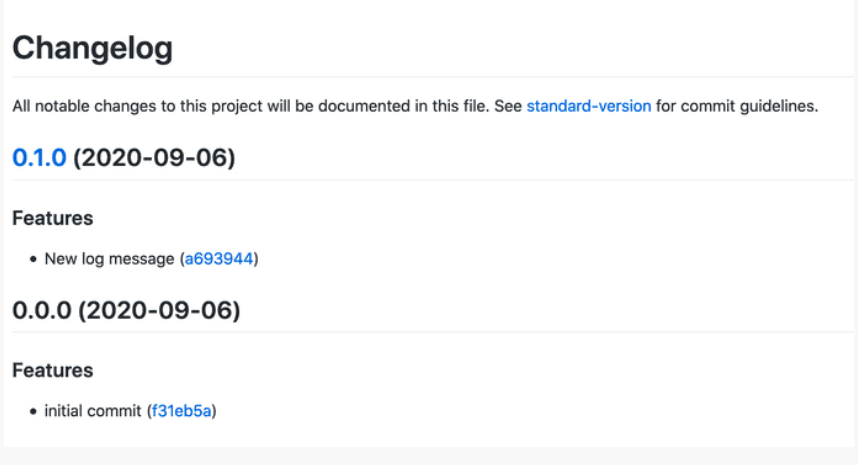 Changelog
All notable changes to this project will be documented in this file. See standard-version for commit guidelines.
0.1.0 (2020-09-06)
Features
• New log message (a693944)
0.0.0 (2020-09-06)
Features
• initial commit (f31eb5a)